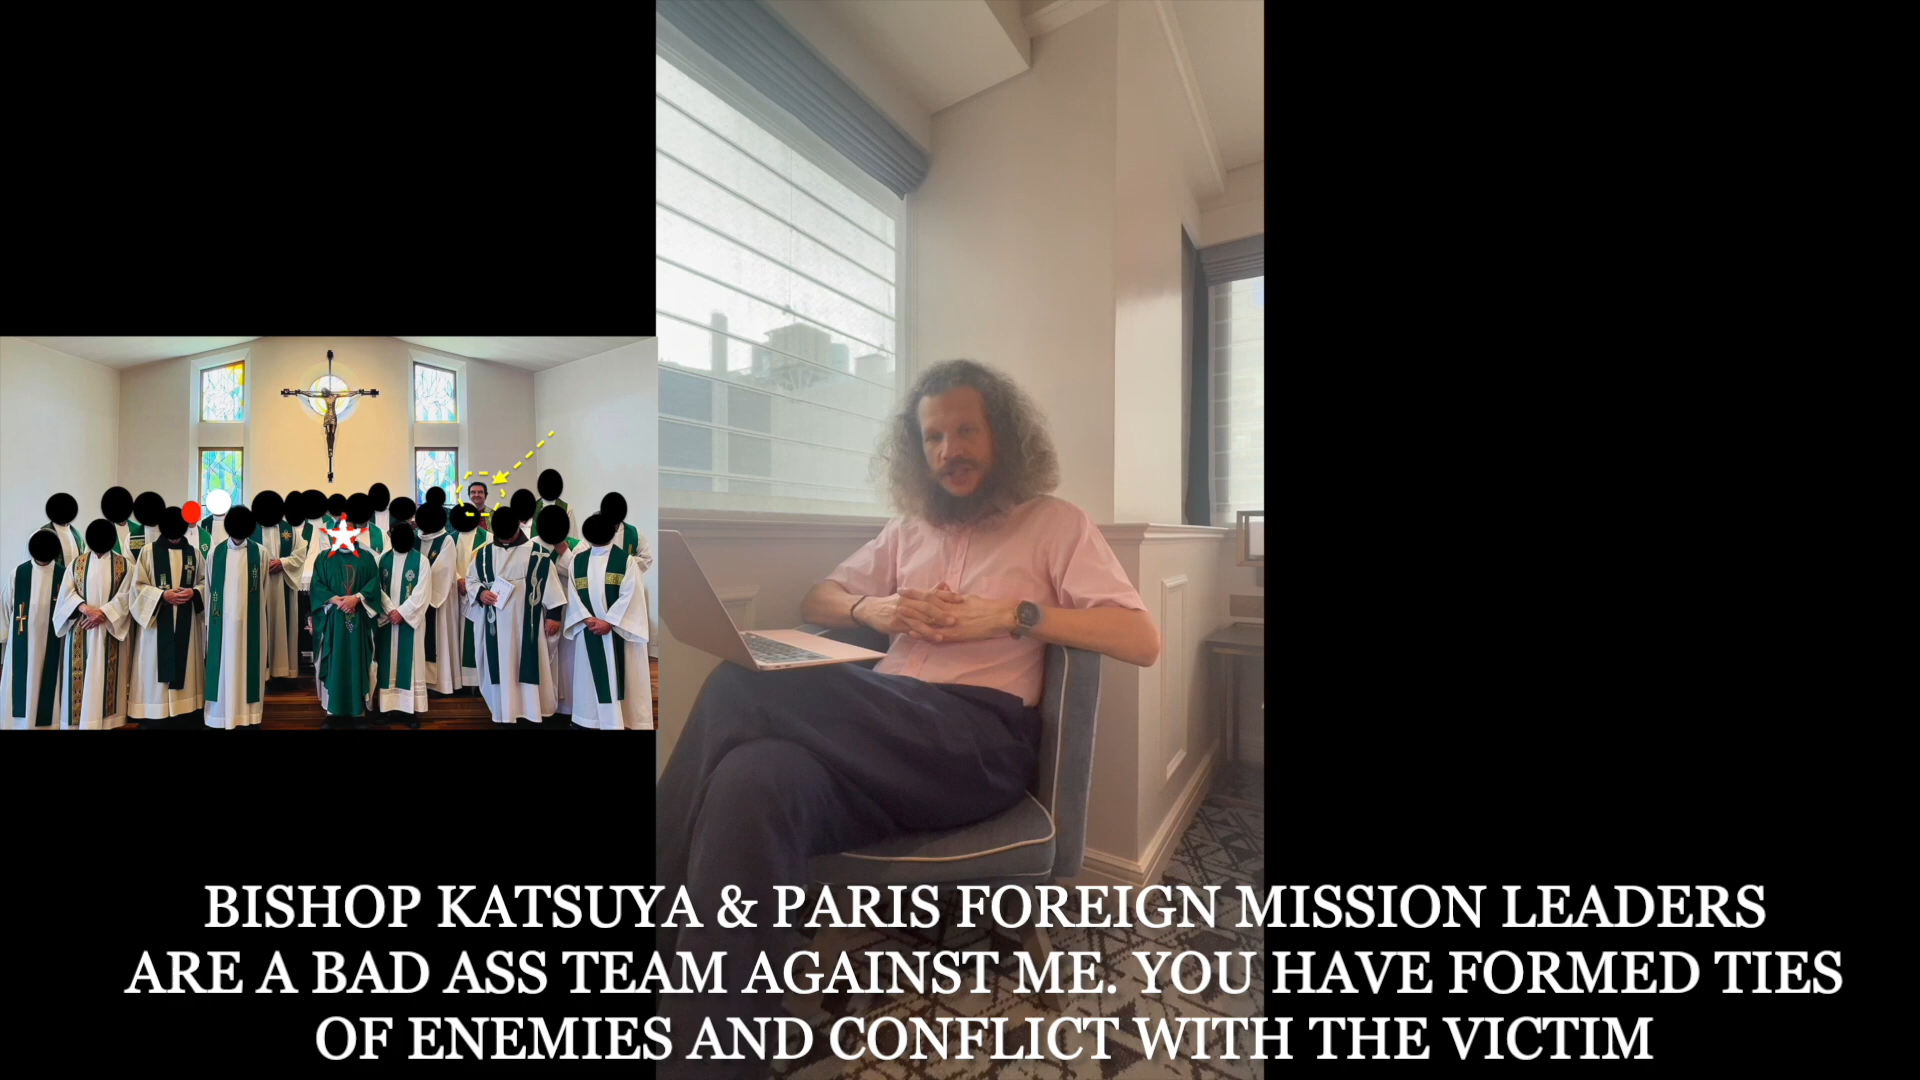 BISHOP KATSUYA & PARIS FOREIGN MISSION LEADERS
ARE A BAD ASS TEAM AGAINST ME. YOU HAVE FORMED TIES
OF ENEMIES AND CONFLICT WITH THE VICTIM